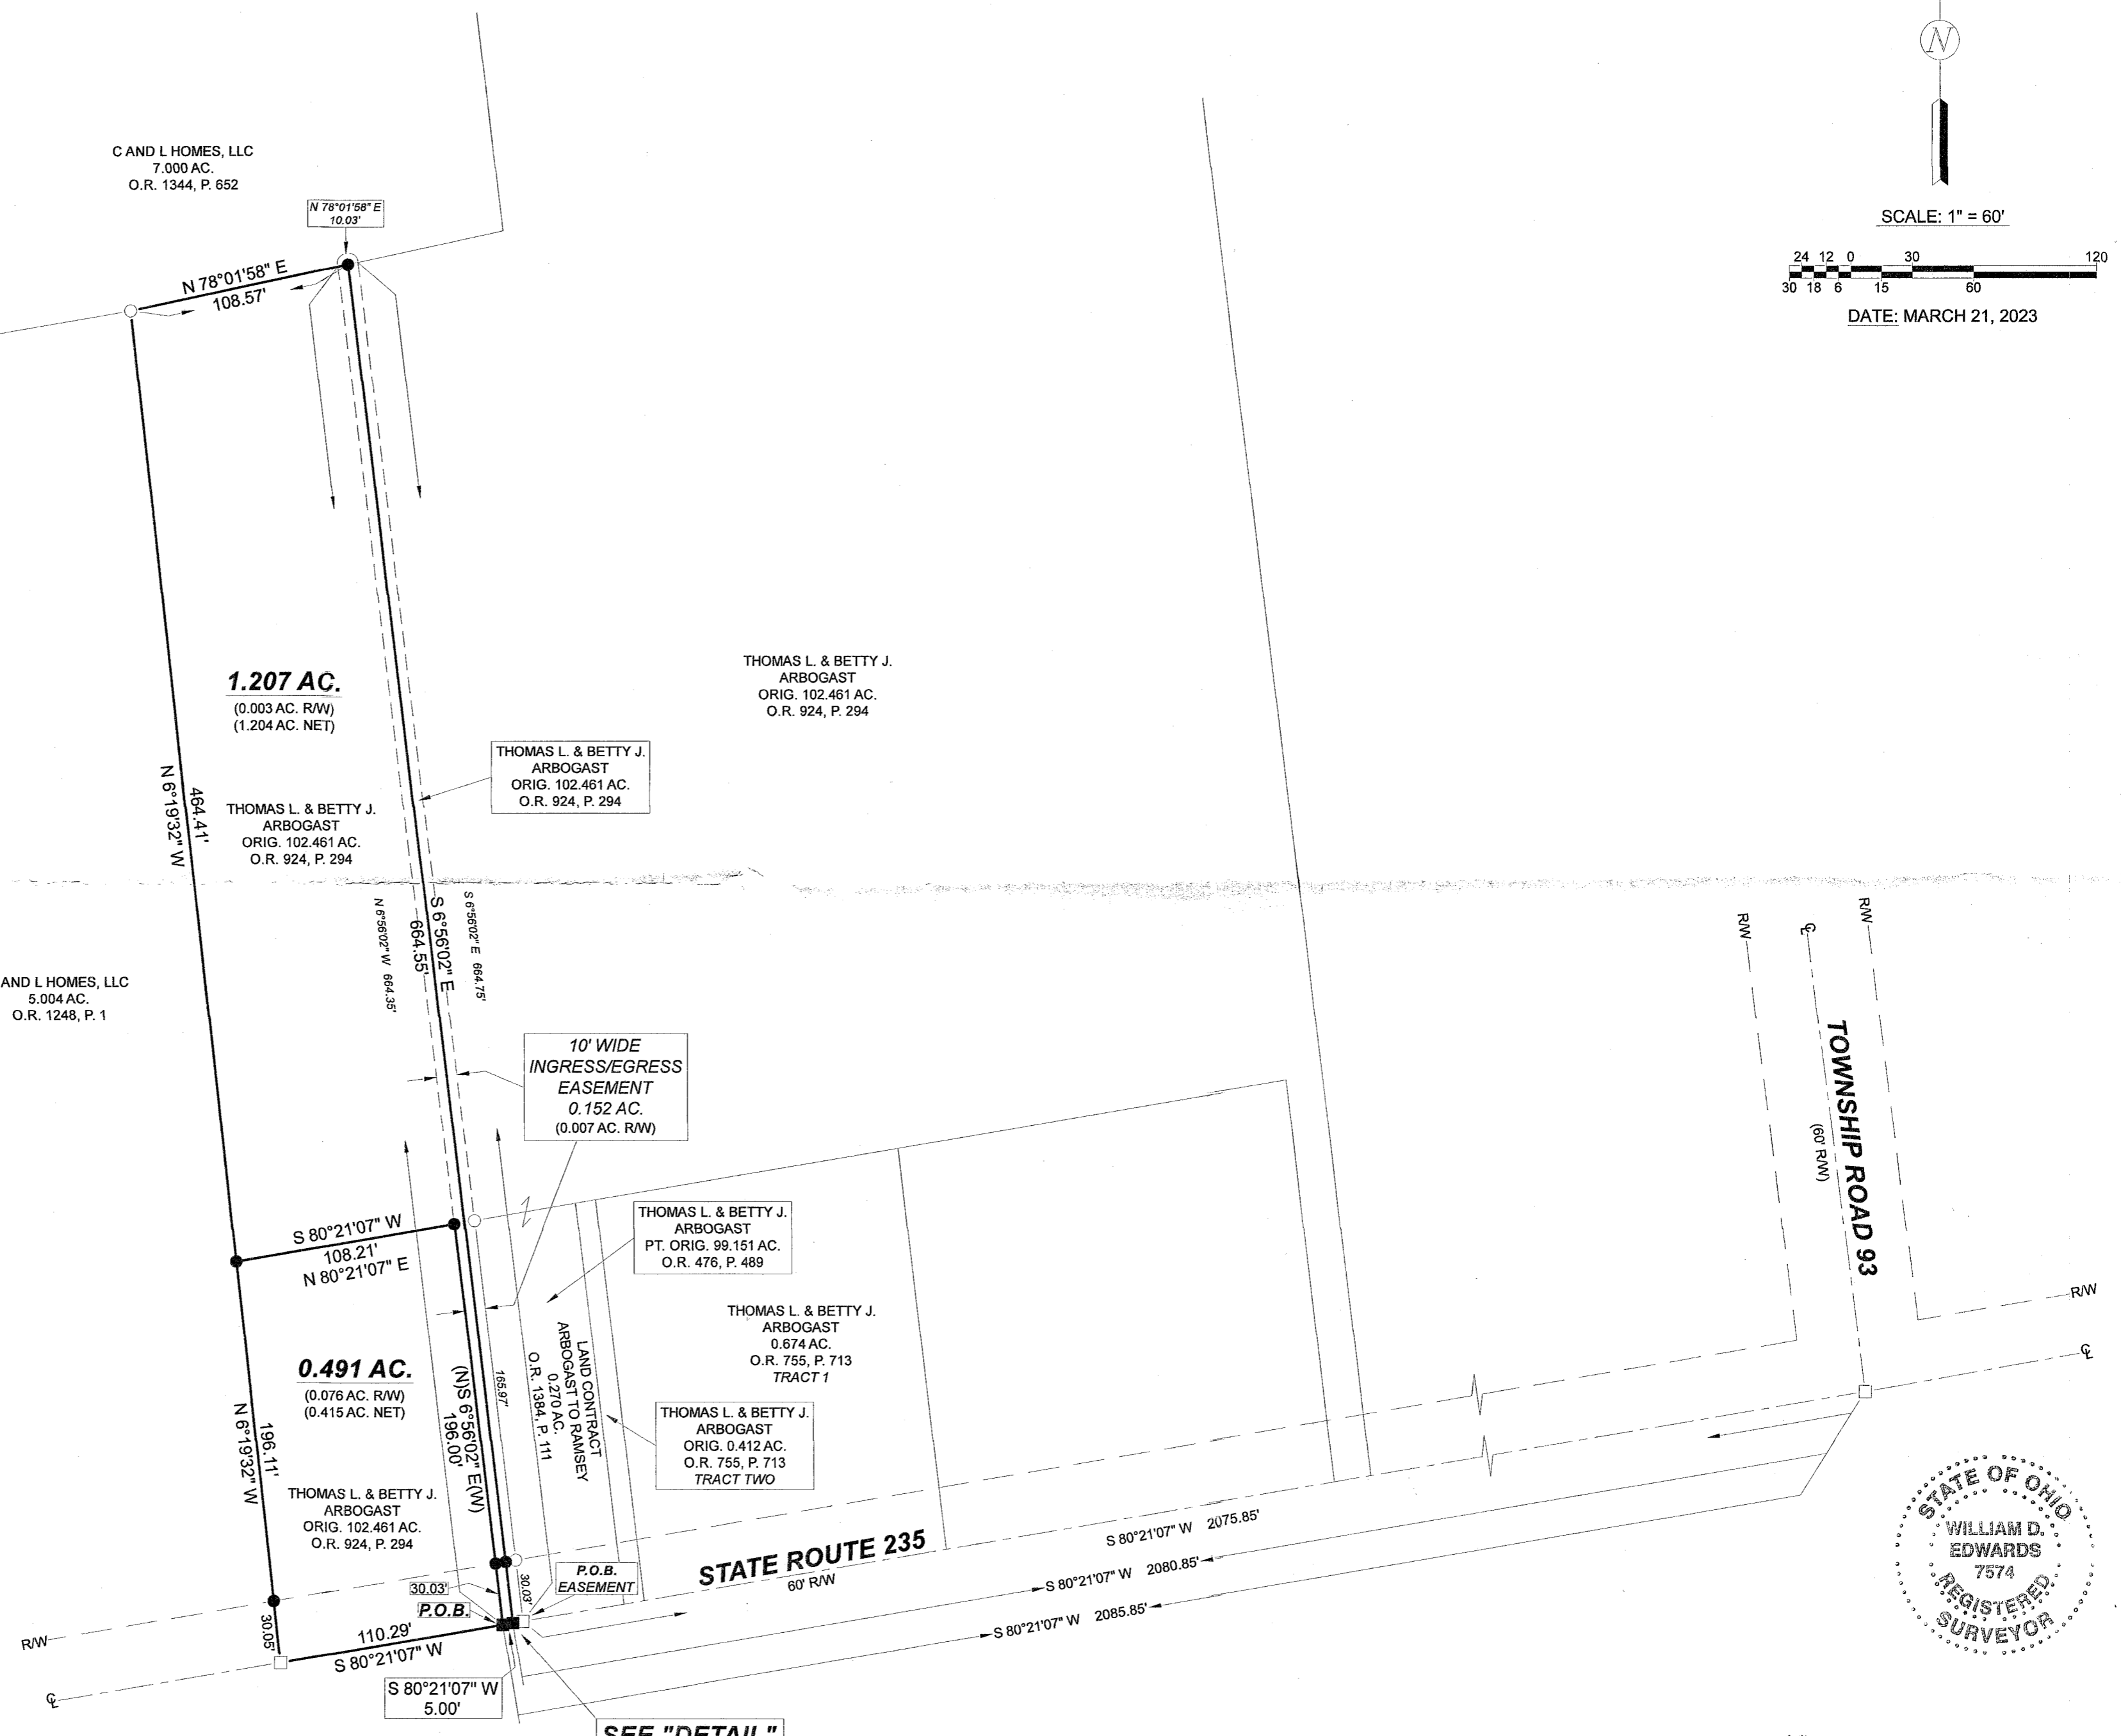 N
SCALE: 1" = 60'
24 12 0 30 120
30 18 6 15 60
DATE: MARCH 21, 2023
C AND L HOMES, LLC
7.000 AC.
O.R. 1344, P. 652
N 78°01'58" E
10.03'
N 78°01'58" E
108.57'
1.207 AC.
(0.003 AC. R/W)
(1.204 AC. NET)
THOMAS L. & BETTY J.
ARBOGAST
ORIG. 102.461 AC.
O.R. 924, P. 294
THOMAS L. & BETTY J.
ARBOGAST
ORIG. 102.461 AC.
O.R. 924, P. 294
THOMAS L. & BETTY J.
ARBOGAST
ORIG. 102.461 AC.
O.R. 924, P. 294
464.41'
N 6°19'32" W
N 6°56'02" W 664.35'
664.55'
S 6°56'02" E
S 6°56'02" E 664.75'
AND L HOMES, LLC
5.004 AC.
O.R. 1248, P. 1
10' WIDE
INGRESS/EGRESS
EASEMENT
0.152 AC.
(0.007 AC. R/W)
R/W
℄
R/W
TOWNSHIP ROAD 93
(60' R/W)
R/W
℄
S 80°21'07" W
108.21'
N 80°21'07" E
THOMAS L. & BETTY J.
ARBOGAST
PT. ORIG. 99.151 AC.
O.R. 476, P. 489
THOMAS L. & BETTY J.
ARBOGAST
0.674 AC.
O.R. 755, P. 713
TRACT 1
THOMAS L. & BETTY J.
ARBOGAST
ORIG. 0.412 AC.
O.R. 755, P. 713
TRACT TWO
LAND CONTRACT
ARBOGAST TO RAMSEY
0.270 AC.
O.R. 1384, P. 111
165.97'
(N)S 6°56'02" E(W)
196.00'
0.491 AC.
(0.076 AC. R/W)
(0.415 AC. NET)
196.11'
N 6°19'32" W
THOMAS L. & BETTY J.
ARBOGAST
ORIG. 102.461 AC.
O.R. 924, P. 294
30.03'
P.O.B.
30.03'
P.O.B.
EASEMENT
STATE ROUTE 235
60' R/W
S 80°21'07" W 2075.85'
S 80°21'07" W 2080.85'
S 80°21'07" W 2085.85'
30.05'
110.29'
S 80°21'07" W
R/W
℄
S 80°21'07" W
5.00'
SEE "DETAIL"
STATE OF OHIO
WILLIAM D.
EDWARDS
7574
REGISTERED
SURVEYOR